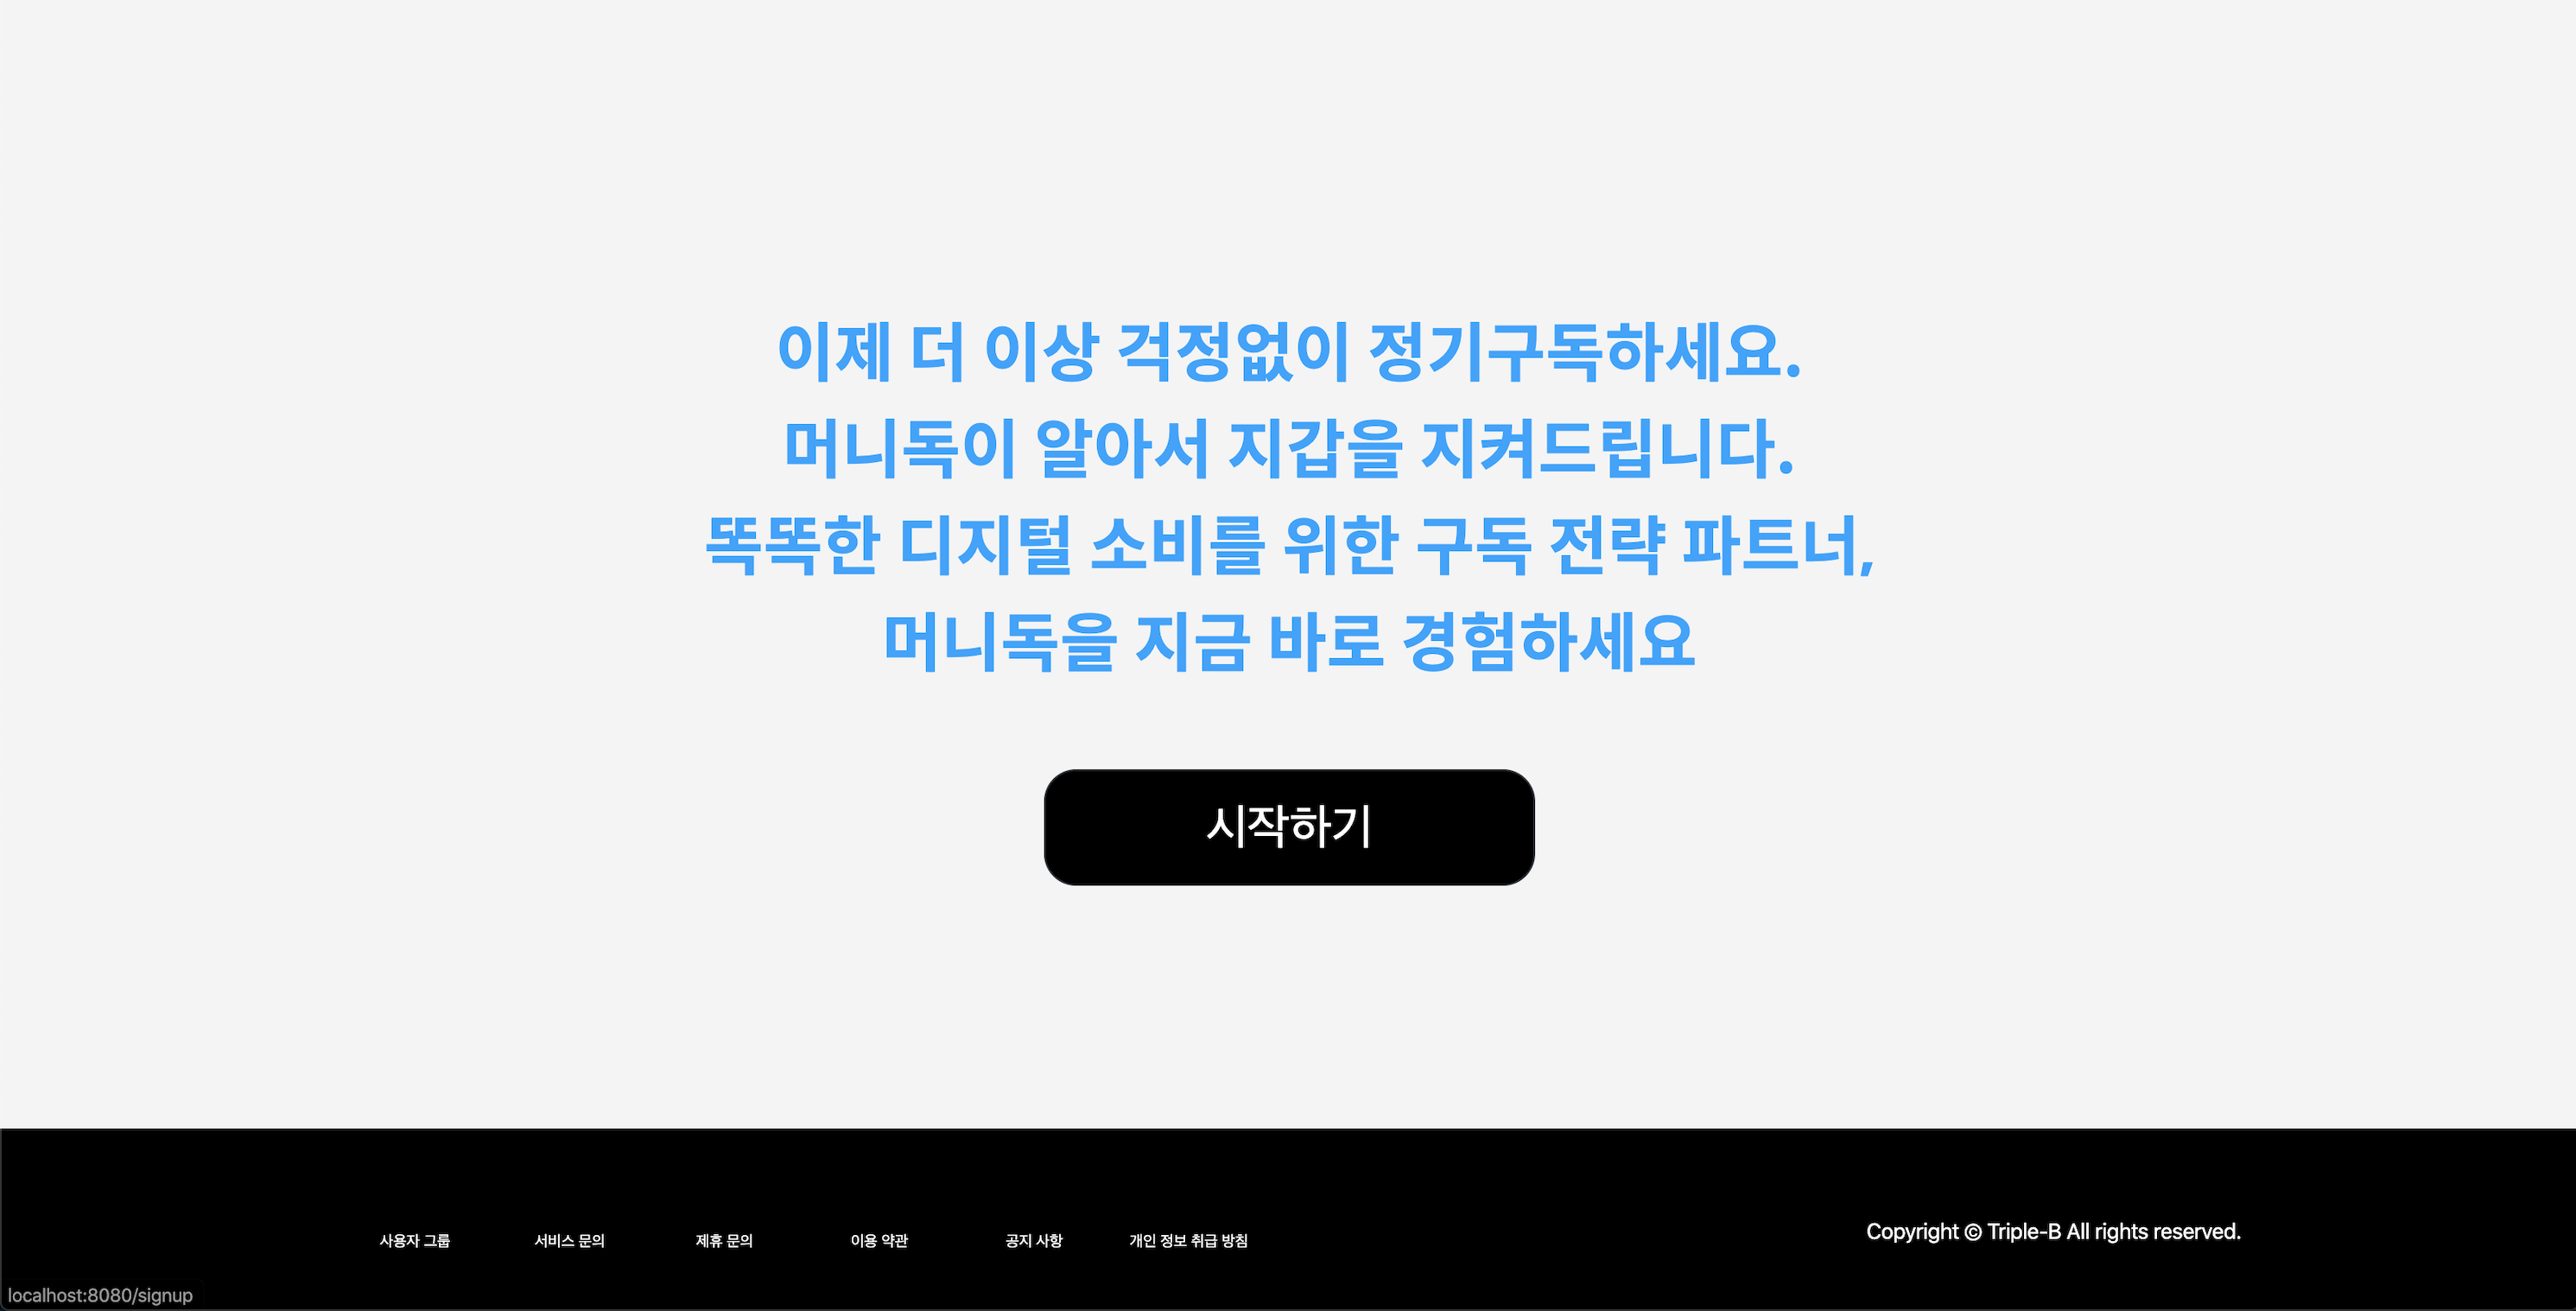 이제 더 이상 걱정없이 정기구독하세요.
머니독이 알아서 지갑을 지켜드립니다.
똑똑한 디지털 소비를 위한 구독 전략 파트너,
머니독을 지금 바로 경험하세요
시작하기
사용자 그룹 서비스 문의 제휴 문의 이용 약관 공지 사항 개인 정보 취급 방침
Copyright © Triple-B All rights reserved.
localhost:8080/signup